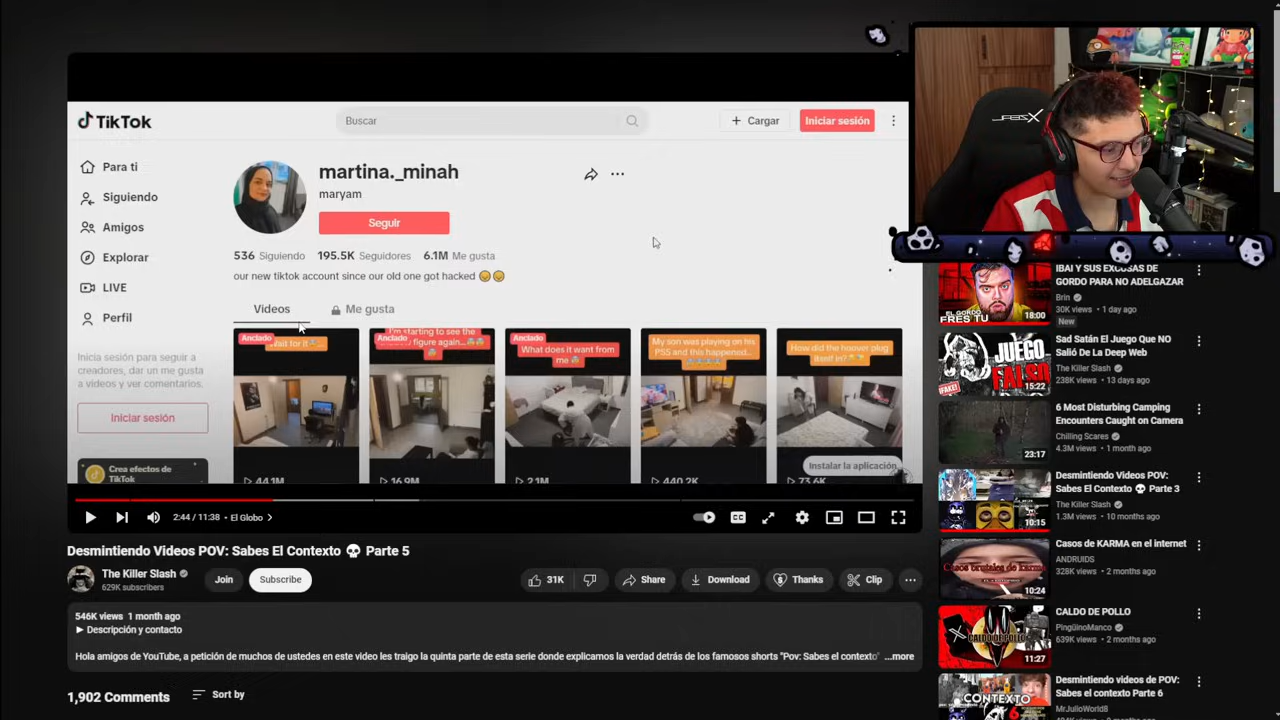 TikTok
Buscar
Cargar
Iniciar sesión
Para ti
Siguiendo
Amigos
Explorar
LIVE
Perfil
Inicia sesión para seguir a
creadores, dar un me gusta
a videos y ver comentarios.
Iniciar sesión
Crea efectos de
TikTok
martina._minah
maryam
Seguir
536 Siguiendo 195.5K Seguidores 6.1M Me gusta
our new tiktok account since our old one got hacked 😞😞
Videos
Me gusta
Anclado
Wait for it
44.1M
Anclado
I'm starting to see the
figure again...
16.9M
Anclado
What does it want from
me
2.1M
My son was playing on his
PS5 and this happened...
440.2K
How did the hoover plug
itself in?
73.6K
Instalar la aplicación
2:44 / 11:38 • El Globo
CC
Desmintiendo Videos POV: Sabes El Contexto 💀 Parte 5
The Killer Slash
629K subscribers
Join
Subscribe
31K
Share
Download
Thanks
Clip
546K views 1 month ago
► Descripción y contacto
Hola amigos de YouTube, a petición de muchos de ustedes en este video les traigo la quinta parte de esta serie donde explicamos la verdad detrás de los famosos shorts "Pov: Sabes el contexto" ...more
1,902 Comments
Sort by
EL GORDO
ERES TU
18:00
IBAI Y SUS EXCUSAS DE
GORDO PARA NO ADELGAZAR
Brin
30K views • 1 day ago
New
JUEGO
FALSO
¡FAKE!
15:22
Sad Satán El Juego Que NO
Salió De La Deep Web
The Killer Slash
238K views • 13 days ago
23:17
6 Most Disturbing Camping
Encounters Caught on Camera
Chilling Scares
4.3M views • 1 month ago
10:15
Desmintiendo Videos POV:
Sabes El Contexto 💀 Parte 3
The Killer Slash
1.3M views • 10 months ago
10:24
Casos de KARMA en el internet
ANDRUIDS
328K views • 2 months ago
11:27
CALDO DE POLLO
PingüinoManco
639K views • 2 months ago
CONTEXTO
Desmintiendo videos de POV:
Sabes el contexto Parte 6
MrJulioWorld8